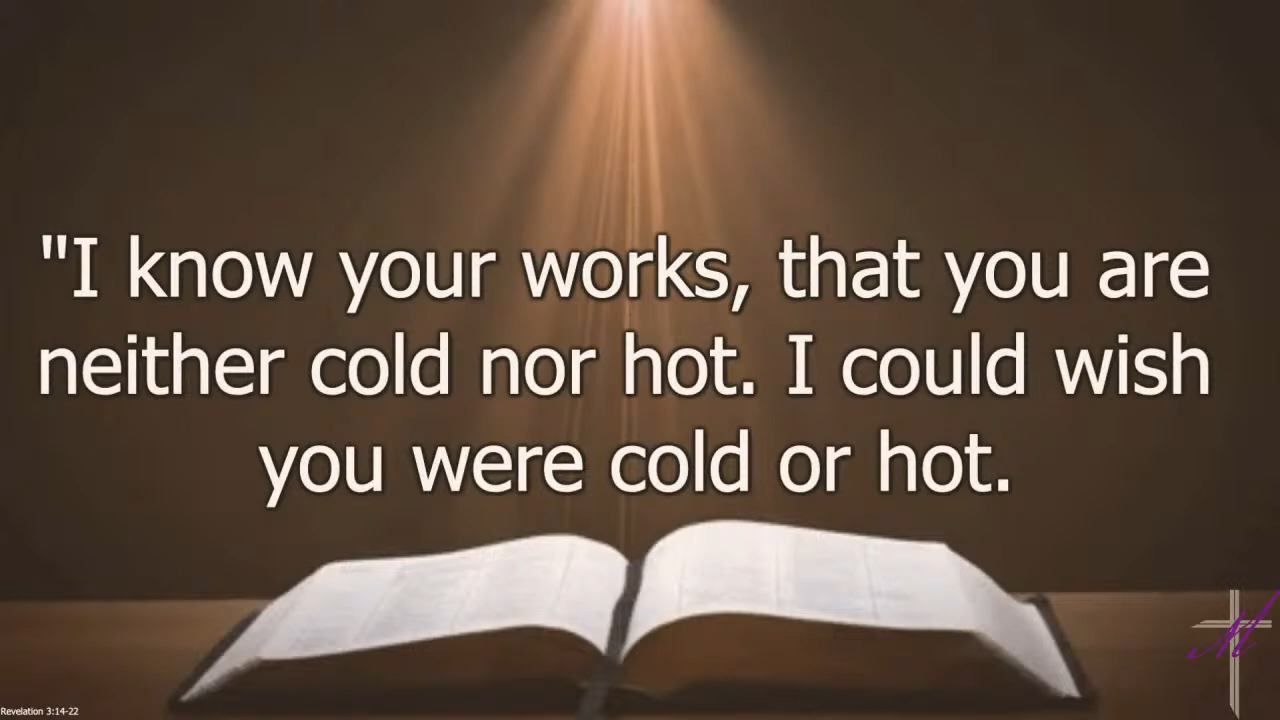 "I know your works, that you are
neither cold nor hot. I could wish
you were cold or hot.
Revelation 3:14-22
M